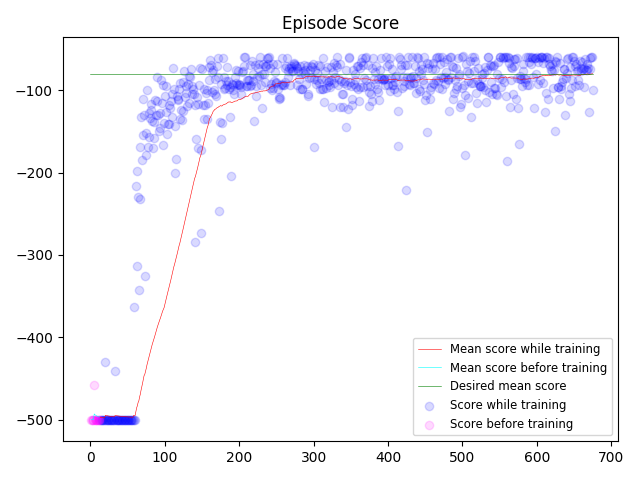 Episode Score
−100
−200
−300
−400
−500
0
100
200
300
400
500
600
700
Mean score while training
Mean score before training
Desired mean score
Score while training
Score before training